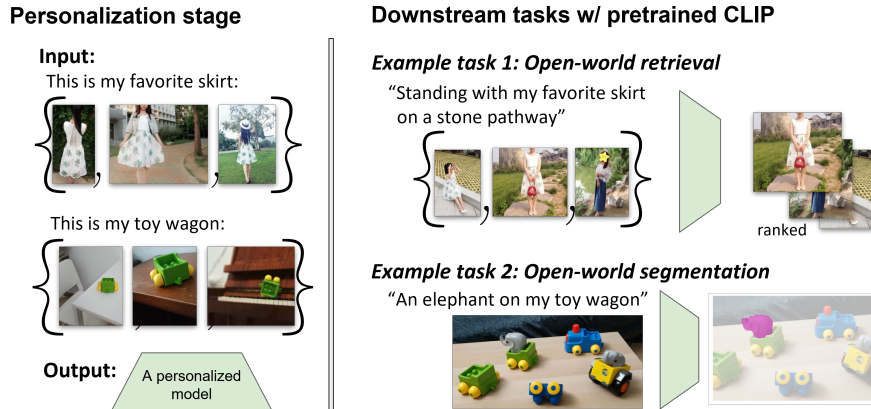 Personalization stage
Input:
This is my favorite skirt:
{ , , }
This is my toy wagon:
{ , , }
Output:
A personalized
model
Downstream tasks w/ pretrained CLIP
Example task 1: Open-world retrieval
“Standing with my favorite skirt
on a stone pathway”
{ , , }
ranked
Example task 2: Open-world segmentation
“An elephant on my toy wagon”